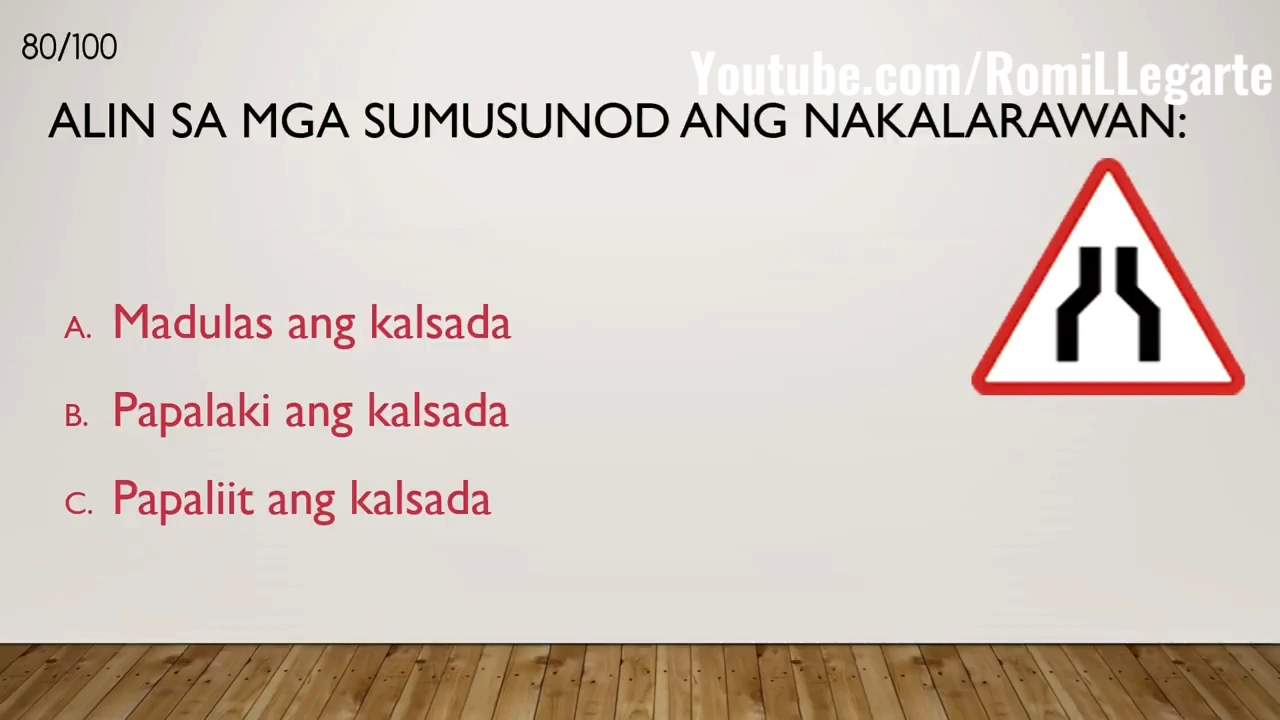 80/100
Youtube.com/RomiLLegarte
ALIN SA MGA SUMUSUNOD ANG NAKALARAWAN:
A. Madulas ang kalsada
B. Papalaki ang kalsada
C. Papaliit ang kalsada